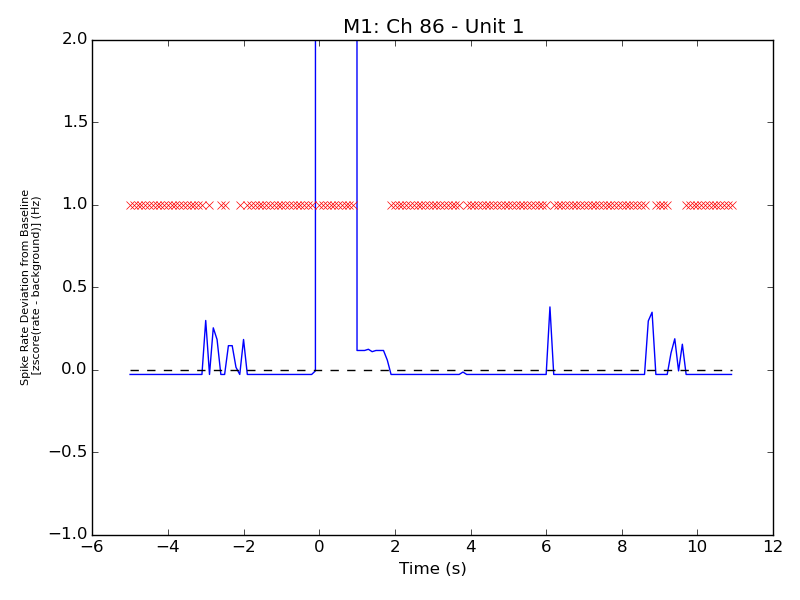 M1: Ch 86 - Unit 1
2.0
1.5
1.0
0.5
0.0
−0.5
−1.0
Spike Rate Deviation from Baseline
[zscore(rate - background)] (Hz)
−6 −4 −2 0 2 4 6 8 10 12
Time (s)